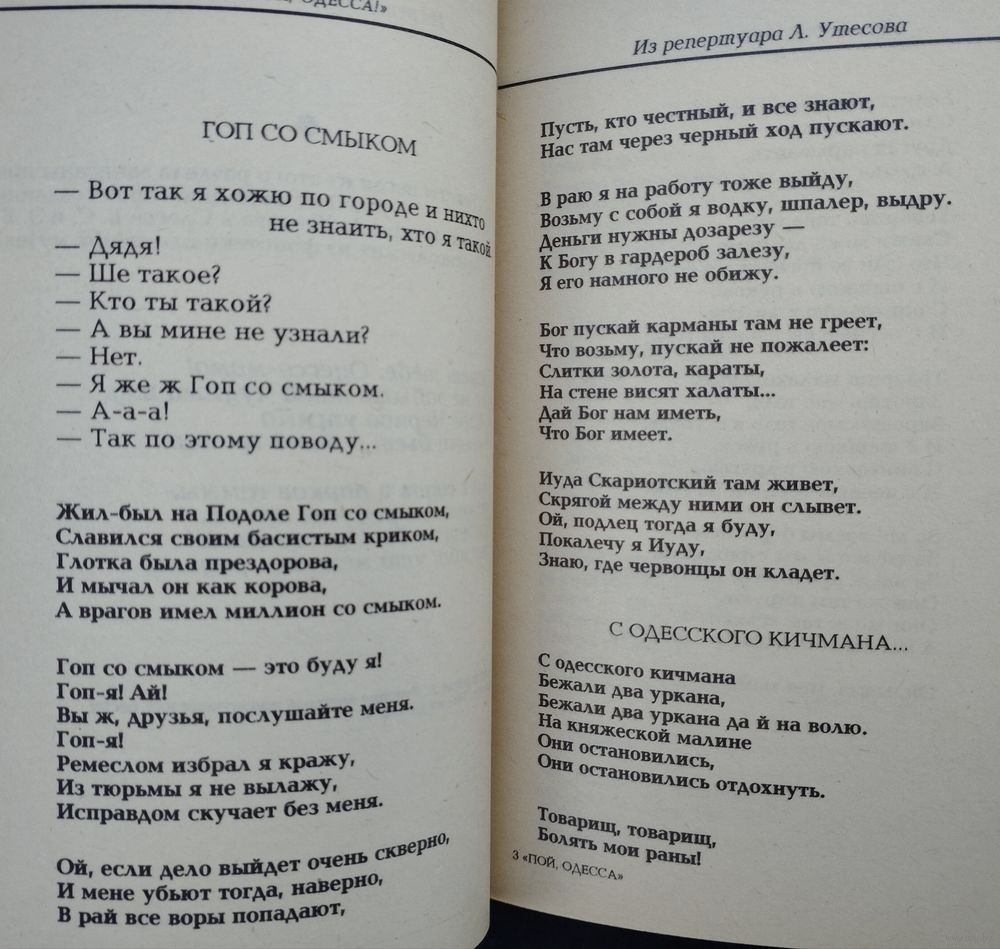 ОДЕССА!»
ГОП СО СМЫКОМ
— Вот так я хожю по городе и нихто
не знаить, хто я такой
— Дядя!
— Ше такое?
— Кто ты такой?
— А вы мине не узнали?
— Нет.
— Я же ж Гоп со смыком.
— А-а-а!
— Так по этому поводу...
Жил-был на Подоле Гоп со смыком,
Славился своим басистым криком,
Глотка была прездорова,
И мычал он как корова,
А врагов имел миллион со смыком.
Гоп со смыком — это буду я!
Гоп-я! Ай!
Вы ж, друзья, послушайте меня.
Гоп-я!
Ремеслом избрал я кражу,
Из тюрьмы я не вылажу,
Исправдом скучает без меня.
Ой, если дело выйдет очень скверно,
И мене убьют тогда, наверно,
В рай все воры попадают,
Из репертуара Л. Утесова
Пусть, кто честный, и все знают,
Нас там через черный ход пускают.
В раю я на работу тоже выйду,
Возьму с собой я водку, шпалер, выдру.
Деньги нужны дозарезу —
К Богу в гардероб залезу,
Я его намного не обижу.
Бог пускай карманы там не греет,
Что возьму, пускай не пожалеет:
Слитки золота, караты,
На стене висят халаты...
Дай Бог нам иметь,
Что Бог имеет.
Иуда Скариотский там живет,
Скрягой между ними он слывет.
Ой, подлец тогда я буду,
Покалечу я Иуду,
Знаю, где червонцы он кладет.
С ОДЕССКОГО КИЧМАНА...
С одесского кичмана
Бежали два уркана,
Бежали два уркана да й на волю.
На княжеской малине
Они остановились,
Они остановились отдохнуть.
Товарищ, товарищ,
Болять мои раны!
3 «ПОЙ, ОДЕССА»